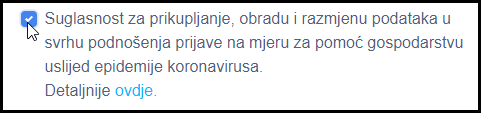 Suglasnost za prikupljanje, obradu i razmjenu podataka u
svrhu podnošenja prijave na mjeru za pomoć gospodarstvu
uslijed epidemije koronavirusa.
Detaljnije ovdje.